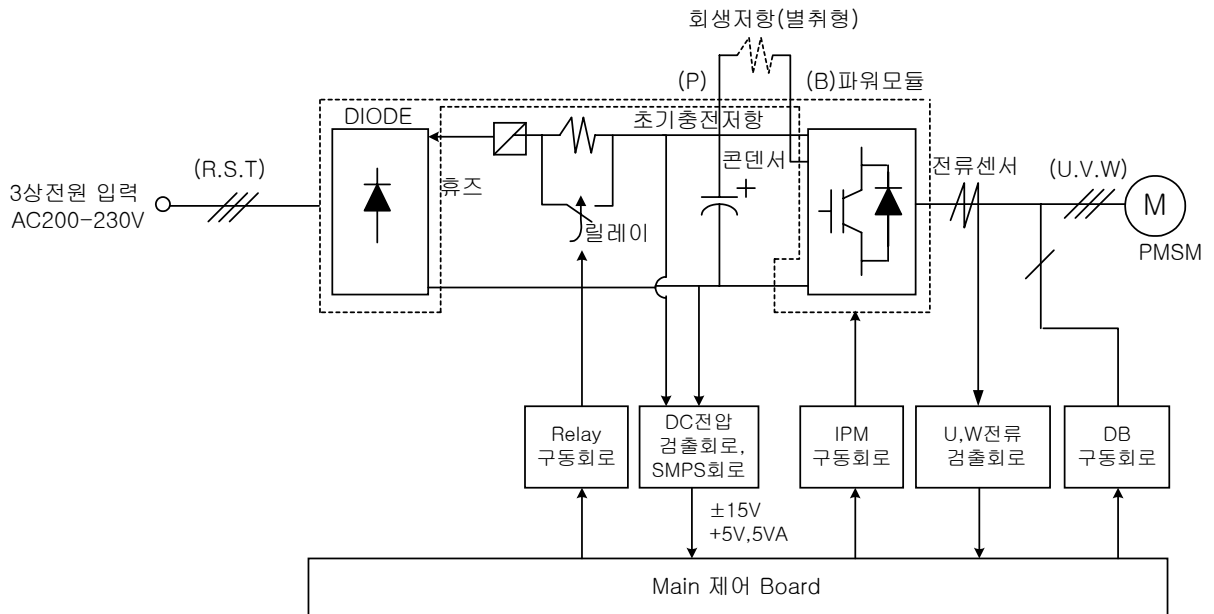 회생저항(별취형)
(P)
(B)파워모듈
DIODE
초기충전저항
콘덴서
전류센서
(R.S.T)
(U.V.W)
휴즈
3상전원 입력
AC200-230V
+
M
릴레이
PMSM
Relay
구동회로
DC전압
검출회로,
SMPS회로
IPM
구동회로
U,W전류
검출회로
DB
구동회로
±15V
+5V,5VA
Main 제어 Board